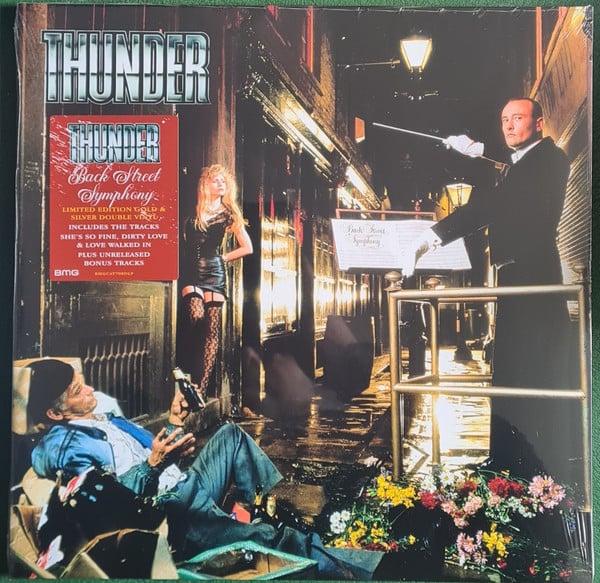 THUNDER
THUNDER
Back Street
Symphony
LIMITED EDITION GOLD &
SILVER DOUBLE VINYL
INCLUDES THE TRACKS
SHE'S SO FINE, DIRTY LOVE
& LOVE WALKED IN
PLUS UNRELEASED
BONUS TRACKS
BMG
BMGCAT770DLP
Back Street
Symphony